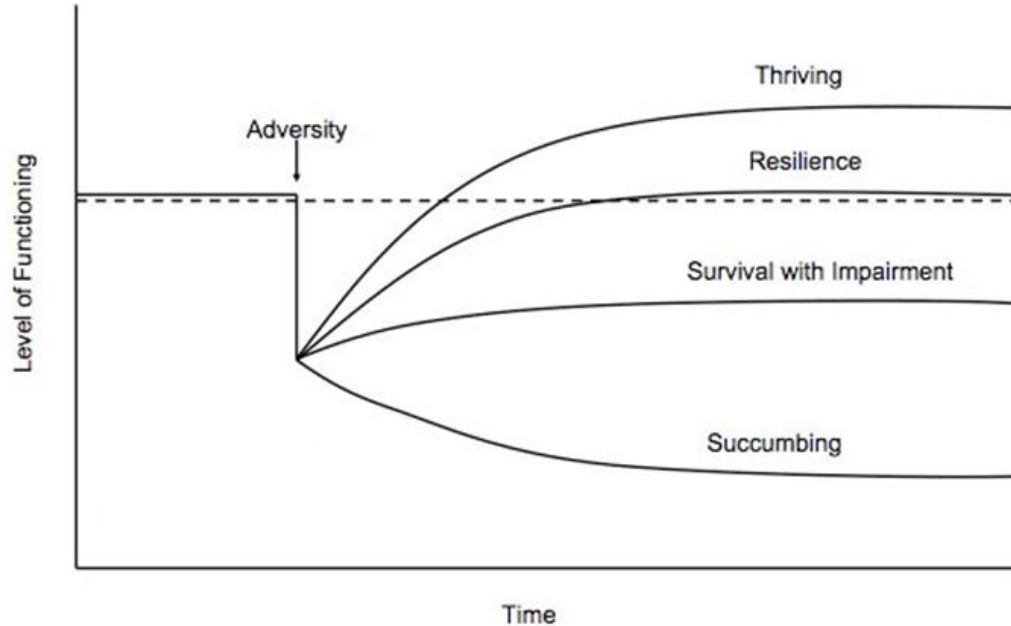 Thriving
Adversity
Resilience
Level of Functioning
Survival with Impairment
Succumbing
Time